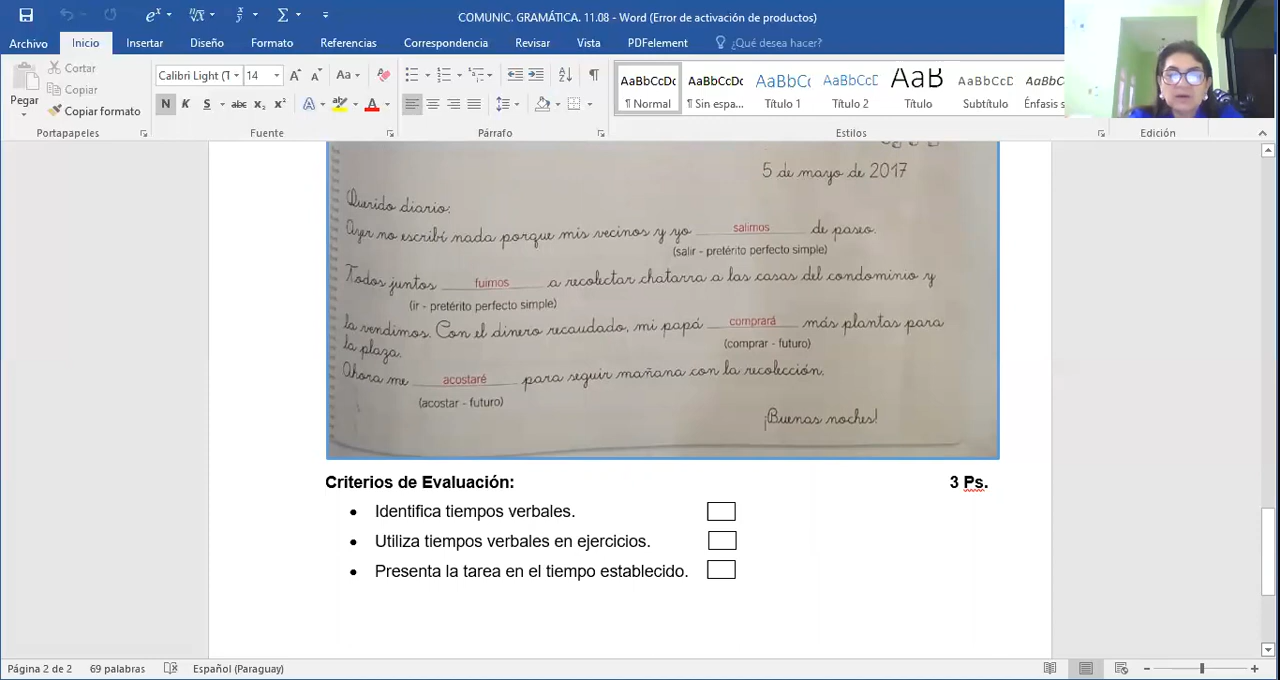 COMUNIC. GRAMÁTICA. 11.08 - Word (Error de activación de productos)
Archivo Inicio Insertar Diseño Formato Referencias Correspondencia Revisar Vista PDFelement ¿Qué desea hacer?
Pegar
Cortar
Copiar
Copiar formato
Portapapeles
Calibri Light (T 14
N K S abc x₂ x²
Fuente
Párrafo
AaBbCcDc AaBbCcDc AaBbC( AaBbCcD AaB AaBbCcD AaBbCc
¶ Normal ¶ Sin espa... Título 1 Título 2 Título Subtítulo Énfasis s
Estilos
Edición
5 de mayo de 2017
Querido diario:
Ayer no escribí nada porque mis vecinos y yo salimos de paseo.
(salir - pretérito perfecto simple)
Todos juntos fuimos a recolectar chatarra a las casas del condominio y
(ir - pretérito perfecto simple)
la vendimos. Con el dinero recaudado, mi papá comprará más plantas para
(comprar - futuro)
la plaza.
Ahora me acostaré para seguir mañana con la recolección.
(acostar - futuro)
¡Buenas noches!
Criterios de Evaluación: 3 Ps.
• Identifica tiempos verbales.
• Utiliza tiempos verbales en ejercicios.
• Presenta la tarea en el tiempo establecido.
Página 2 de 2 69 palabras Español (Paraguay)